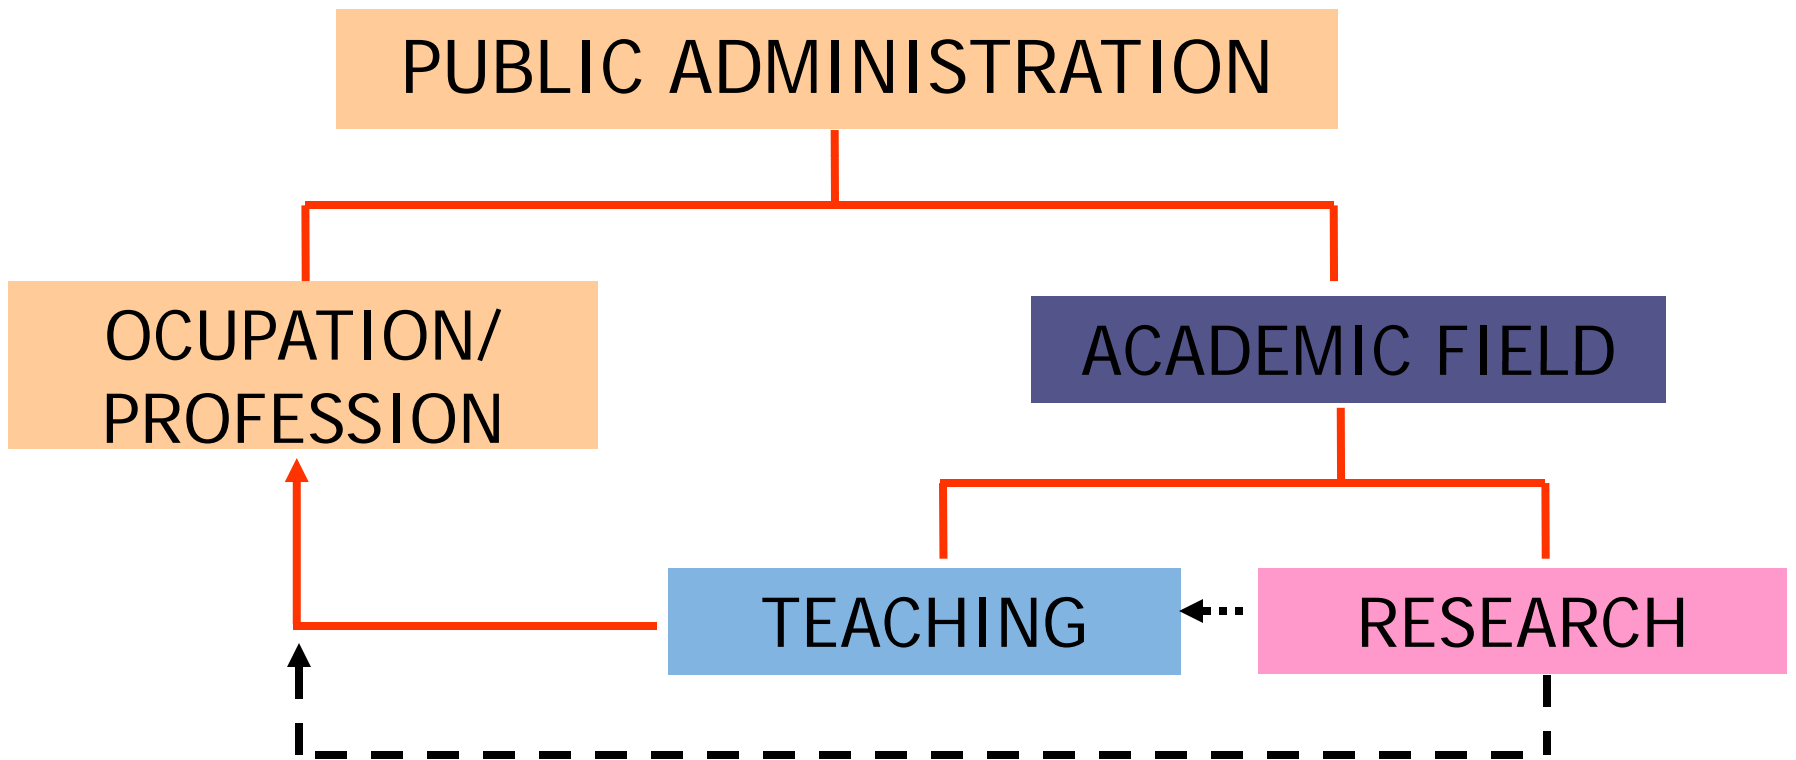 PUBLIC ADMINISTRATION
OCUPATION/
PROFESSION
ACADEMIC FIELD
TEACHING
RESEARCH